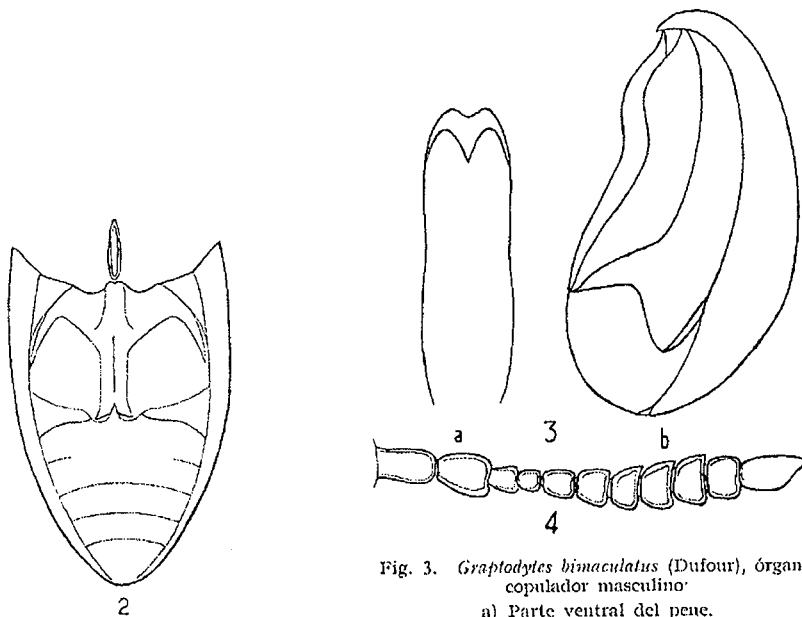 a 3 b
4
2
Fig. 3. Graptodytes bimaculatus (Dufour), órgan
copulador masculino
a) Parte ventral del pene.